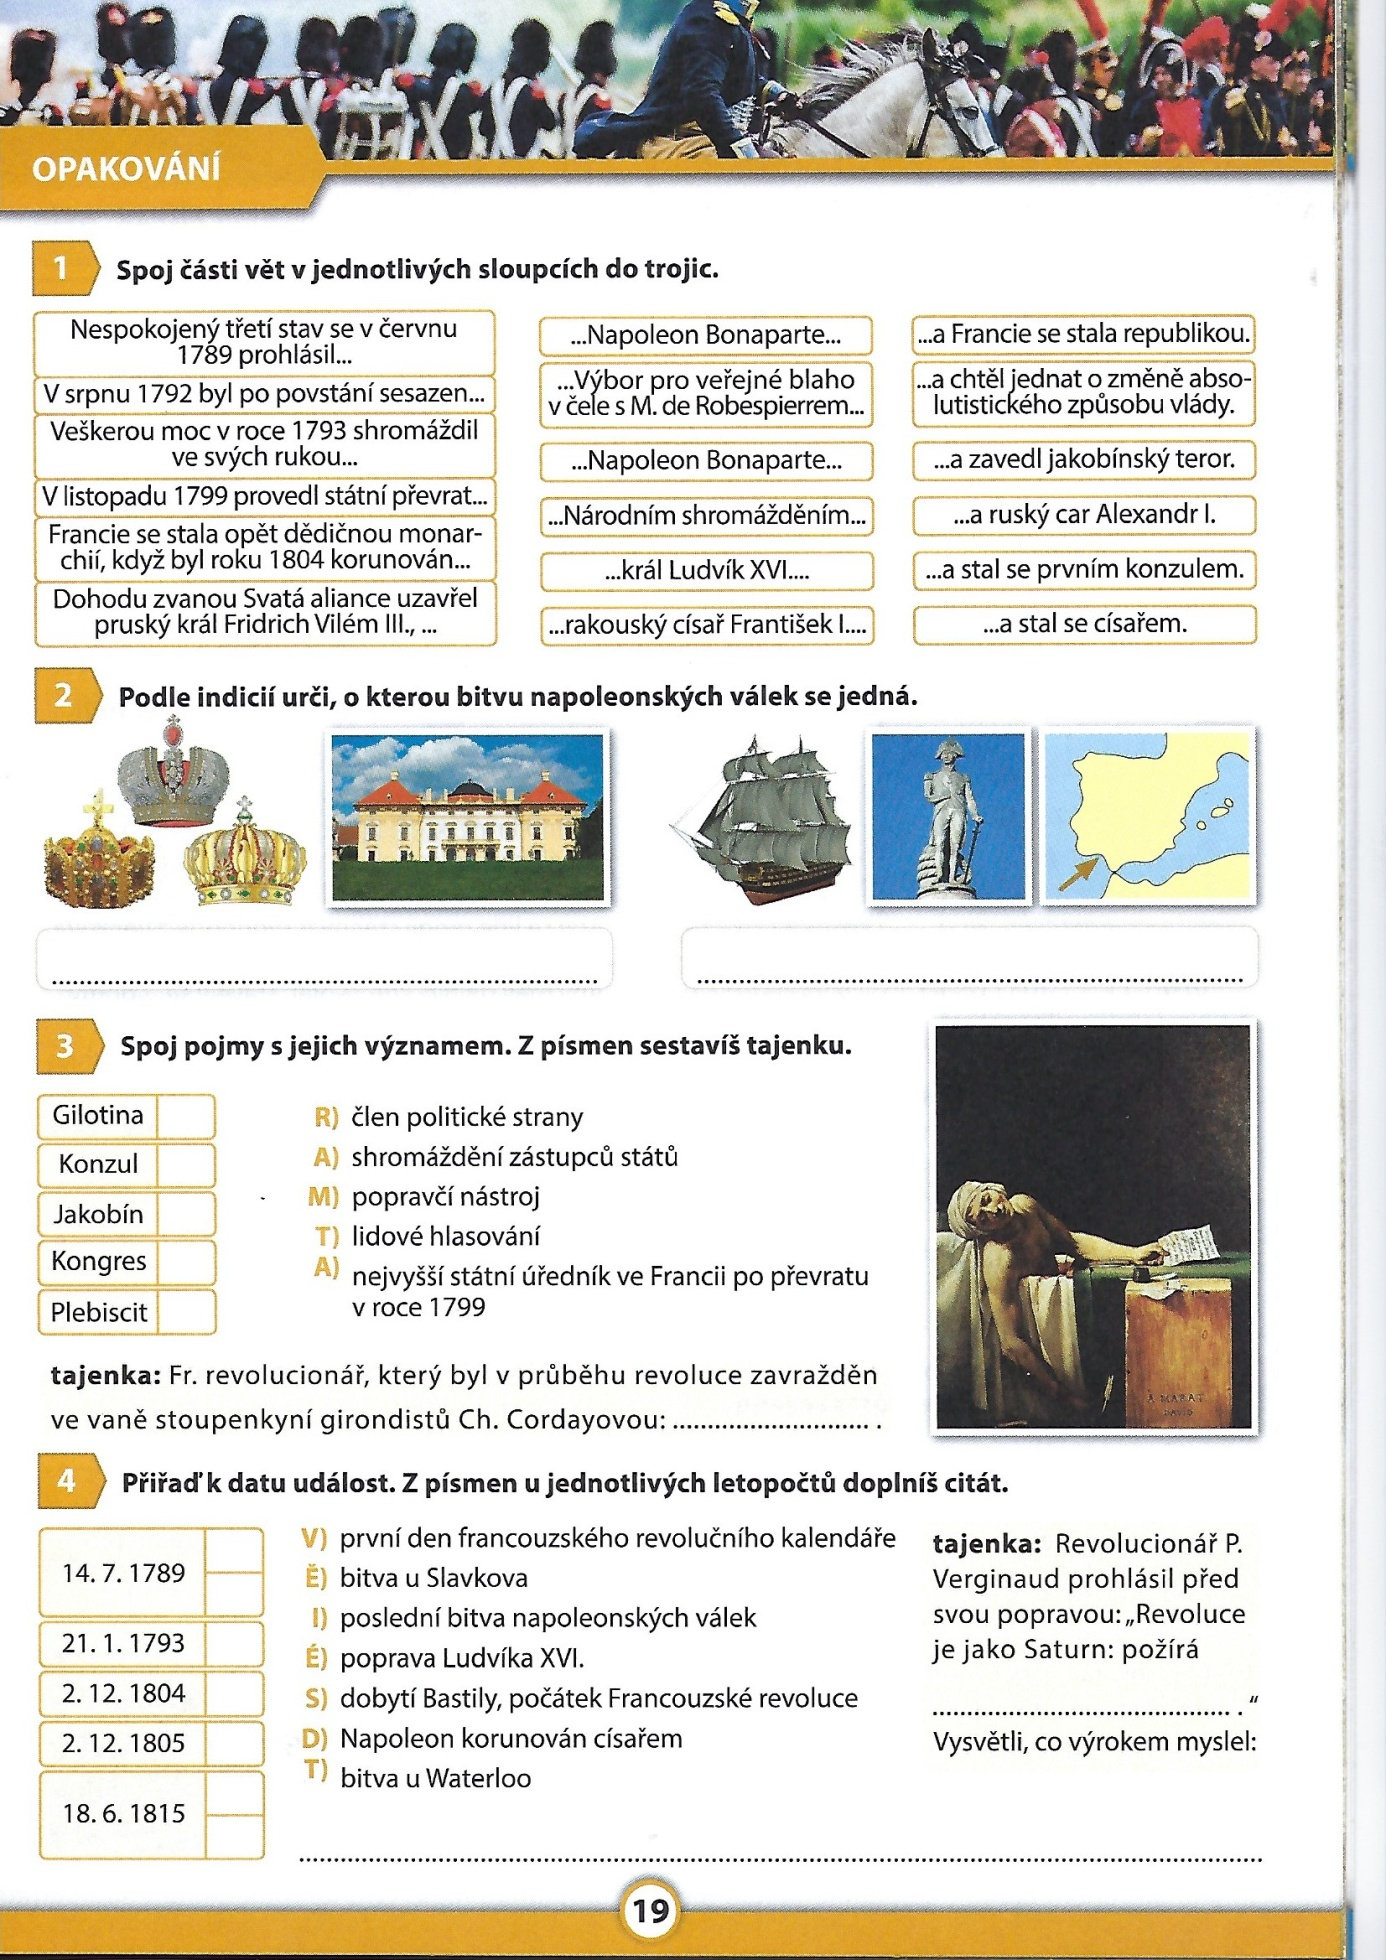 OPAKOVÁNÍ
1 Spoj části vět v jednotlivých sloupcích do trojic.
Nespokojený třetí stav se v červnu
1789 prohlásil...
V srpnu 1792 byl po povstání sesazen...
Veškerou moc v roce 1793 shromáždil
ve svých rukou...
V listopadu 1799 provedl státní převrat...
Francie se stala opět dědičnou monar-
chií, když byl roku 1804 korunován...
Dohodu zvanou Svatá aliance uzavřel
pruský král Fridrich Vilém III., ...
...Napoleon Bonaparte...
...Výbor pro veřejné blaho
v čele s M. de Robespierrem...
...Napoleon Bonaparte...
...Národním shromážděním...
...král Ludvík XVI....
...rakouský císař František I....
...a Francie se stala republikou.
...a chtěl jednat o změně abso-
lutistického způsobu vlády.
...a zavedl jakobínský teror.
...a ruský car Alexandr I.
...a stal se prvním konzulem.
...a stal se císařem.
2 Podle indicií urči, o kterou bitvu napoleonských válek se jedná.
3 Spoj pojmy s jejich významem. Z písmen sestavíš tajenku.
Gilotina
Konzul
Jakobín
Kongres
Plebiscit
R) člen politické strany
A) shromáždění zástupců států
M) popravčí nástroj
T) lidové hlasování
A) nejvyšší státní úředník ve Francii po převratu
v roce 1799
tajenka: Fr. revolucionář, který byl v průběhu revoluce zavražděn
ve vaně stoupenkyní girondistů Ch. Cordayovou: ............................ .
A MARAT
DAVID
4 Přiřaď k datu událost. Z písmen u jednotlivých letopočtů doplníš citát.
14. 7. 1789
21. 1. 1793
2. 12. 1804
2. 12. 1805
18. 6. 1815
V) první den francouzského revolučního kalendáře
Ě) bitva u Slavkova
I) poslední bitva napoleonských válek
É) poprava Ludvíka XVI.
S) dobytí Bastily, počátek Francouzské revoluce
D) Napoleon korunován císařem
T) bitva u Waterloo
tajenka: Revolucionář P.
Verginaud prohlásil před
svou popravou: „Revoluce
je jako Saturn: požírá
.......................................... . “
Vysvětli, co výrokem myslel:
19